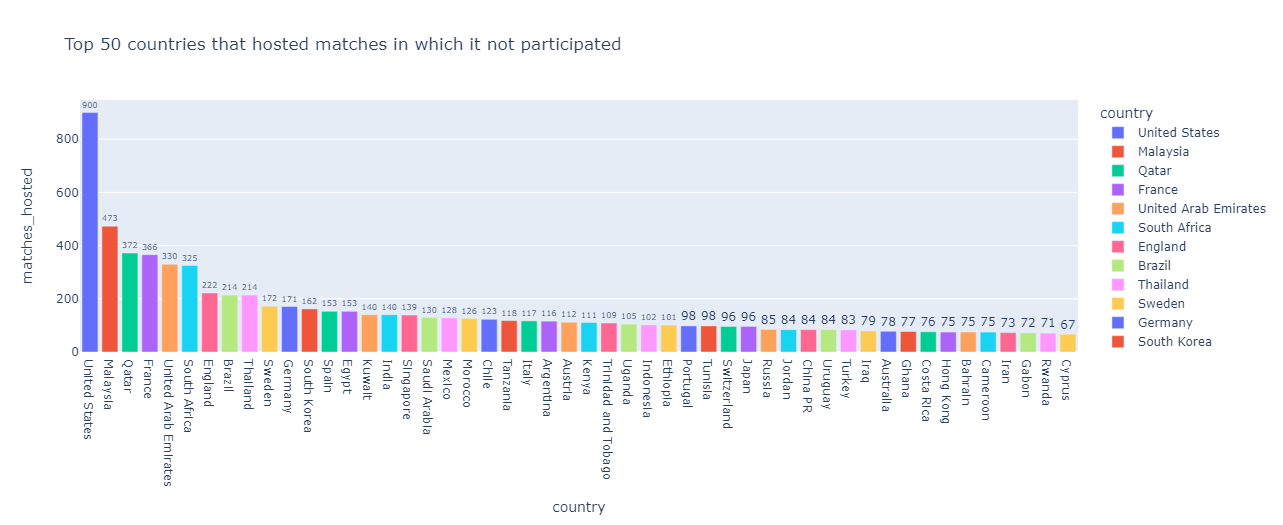 Top 50 countries that hosted matches in which it not participated
matches_hosted
800
600
400
200
0
900
473
372
366
330
325
222
214
214
172
171
162
153
153
140
140
139
130
128
126
123
118
117
116
112
111
109
105
102
101
98
98
96
96
85
84
84
84
83
79
78
77
76
75
75
75
73
72
71
67
United States
Malaysia
Qatar
France
United Arab Emirates
South Africa
England
Brazil
Thailand
Sweden
Germany
South Korea
Spain
Egypt
Kuwait
India
Singapore
Saudi Arabia
Mexico
Morocco
Chile
Tanzania
Italy
Argentina
Austria
Kenya
Trinidad and Tobago
Uganda
Indonesia
Ethiopia
Portugal
Tunisia
Switzerland
Japan
Russia
Jordan
China PR
Uruguay
Turkey
Iraq
Australia
Ghana
Costa Rica
Hong Kong
Bahrain
Cameroon
Iran
Gabon
Rwanda
Cyprus
country
country
United States
Malaysia
Qatar
France
United Arab Emirates
South Africa
England
Brazil
Thailand
Sweden
Germany
South Korea